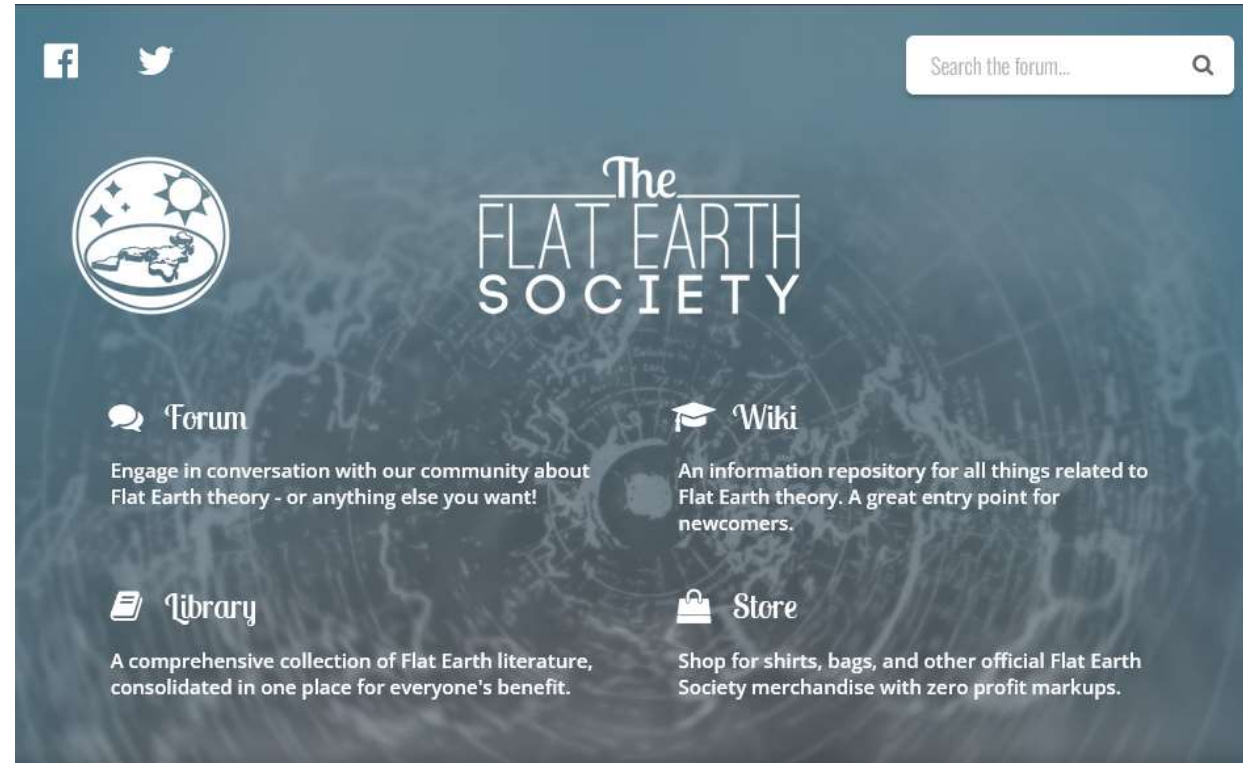 Search the forum...
The
FLAT EARTH
SOCIETY
Forum
Engage in conversation with our community about
Flat Earth theory - or anything else you want!
Wiki
An information repository for all things related to
Flat Earth theory. A great entry point for
newcomers.
Library
A comprehensive collection of Flat Earth literature,
consolidated in one place for everyone's benefit.
Store
Shop for shirts, bags, and other official Flat Earth
Society merchandise with zero profit markups.